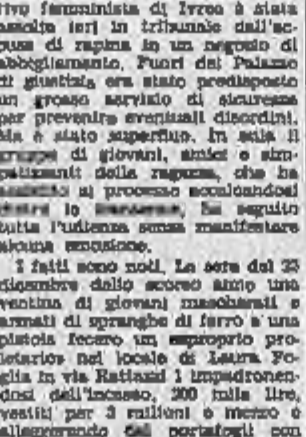 tivo femminista di Ivrea è stata
assolta ieri in tribunale dall'ac-
cusa di rapina in un negozio di
abbigliamento. Fuori del Palazzo
di giustizia era stato predisposto
un grosso servizio di sicurezza
per prevenire eventuali disordini.
Ma è stato superfluo. In aula il
gruppo di giovani, amici e sim-
patizzanti della ragazza, che ha
al processo accalcandosi
le ha seguito
tutta l'udienza senza manifestare
alcuna emozione.
I fatti sono noti. La sera del 22
dicembre dello scorso anno una
ventina di giovani mascherati e
armati di spranghe di ferro e una
pistola fecero un esproprio pro-
letario nel locale di Laura Fo-
glia in via Rattazzi 1 impadronen-
dosi dell'incasso, 200 mila lire,
vestiti per 3 milioni e mezzo e
alleggerendo del portafogli con